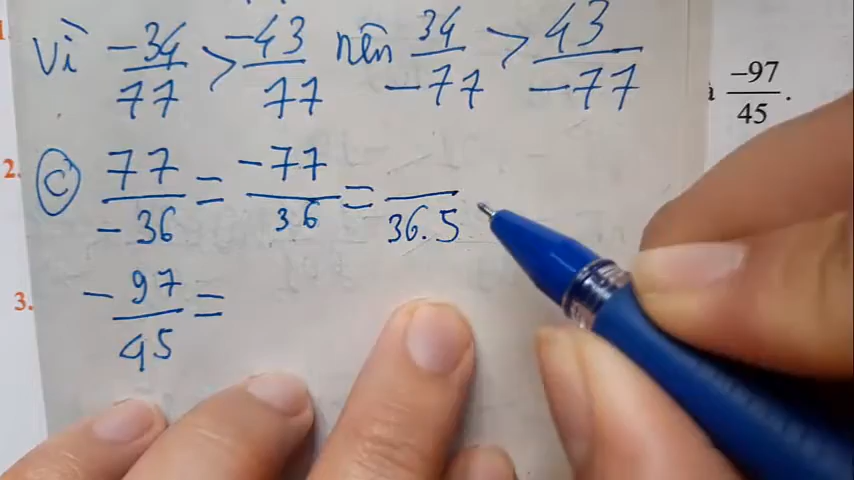 1.
Vì -34/77 > -43/77 nên 34/-77 > 43/-77
-97/45.
2.
c) 77/-36 = -77/36 = /36.5
3.
-97/45 =